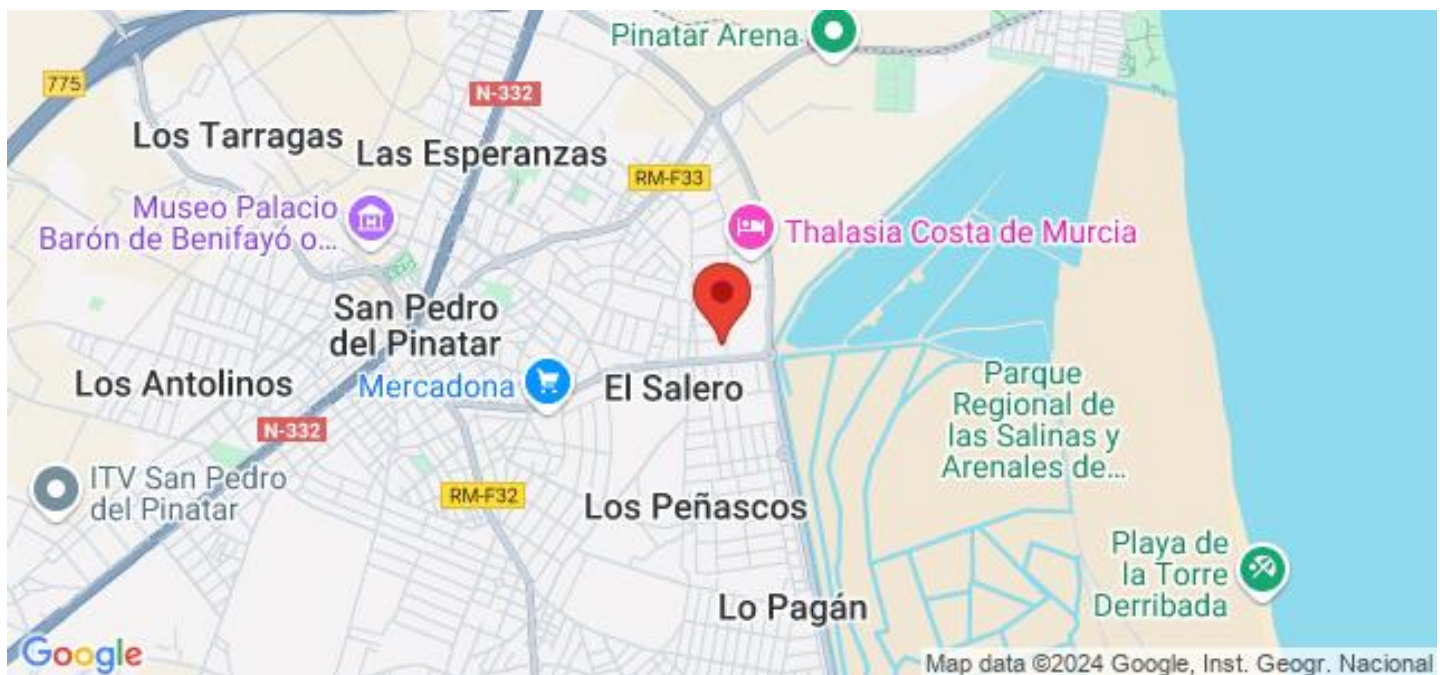 Pinatar Arena
775
N-332
Los Tarragas
Las Esperanzas
RM-F33
Museo Palacio
Barón de Benifayó o...
Thalasia Costa de Murcia
San Pedro
del Pinatar
Los Antolinos
Mercadona
El Salero
Parque
Regional de
las Salinas y
Arenales de...
N-332
ITV San Pedro
del Pinatar
RM-F32
Los Peñascos
Playa de
la Torre
Derribada
Lo Pagán
Google
Map data ©2024 Google, Inst. Geogr. Nacional